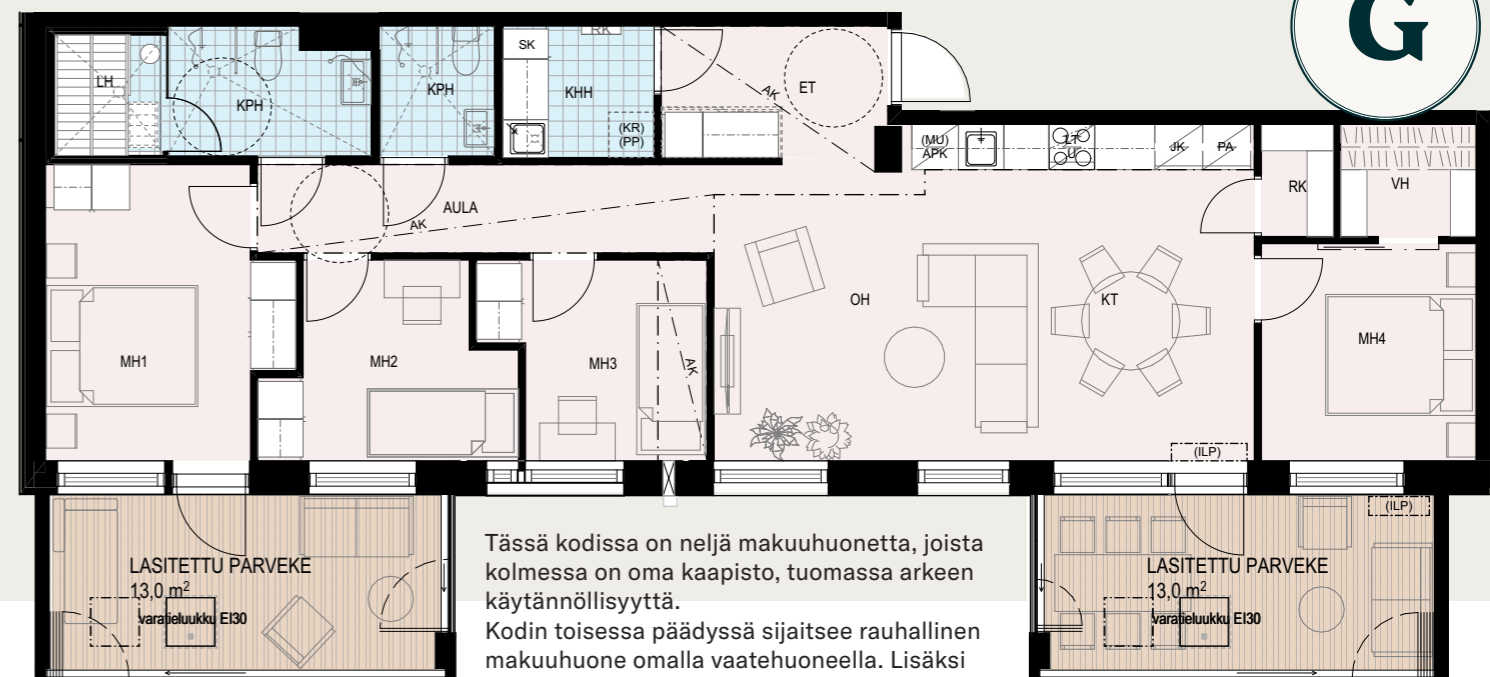 G
LH
KPH
KPH
SK
RK
KHH
(KR)
(PP)
AK
ET
(MU)
APK
LT
U
JK
PA
RK
VH
AULA
AK
OH
KT
MH1
MH2
MH3
AK
MH4
(ILP)
(ILP)
LASITETTU PARVEKE
13,0 m²
varatieluukku EI30
Tässä kodissa on neljä makuuhuonetta, joista
kolmessa on oma kaapisto, tuomassa arkeen
käytännöllisyyttä.
Kodin toisessa päädyssä sijaitsee rauhallinen
makuuhuone omalla vaatehuoneella. Lisäksi
LASITETTU PARVEKE
13,0 m²
varatieluukku EI30